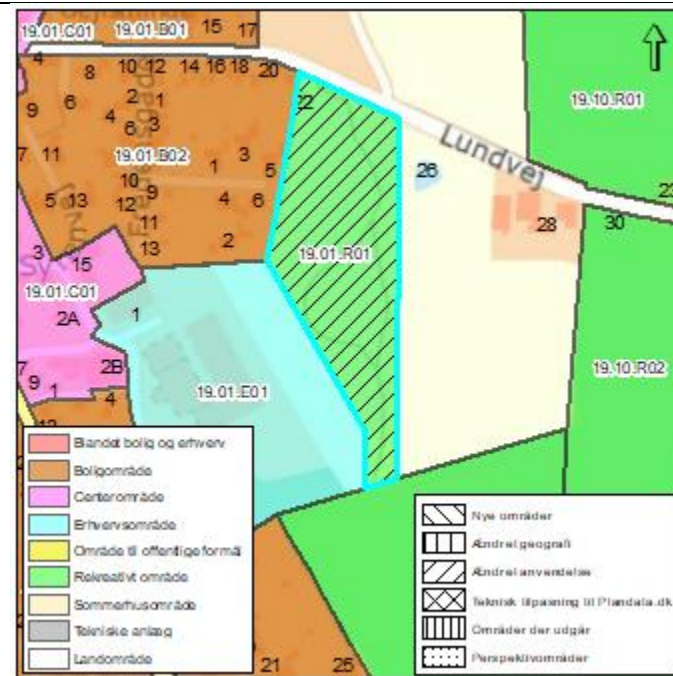 19.01.C01
19.01.B01
15
17
4
8
10 12 14 16 18 20
9
6
2 1
4
6 3
22
19.10.R01
19.01.B02
7 11
1 3
5
10
9
Lundvej
26
5 13
12
4 6
11
13
2
23
28
30
3
15
19.01.R01
19.01.C01
2A
1
7
9
1
2B
4
19.01.E01
19.10.R02
Blandet bolig og erhverv
Boligområde
Centerområde
Erhvervsområde
Område til offentlige formål
Rekreativt område
Sommerhusområde
Tekniske anlæg
Landområde
Nye områder
Ændret geografi
Ændret anvendelse
Teknisk tilpasning til Plandata.dk
Områder der udgår
Perspektivområder
21
25